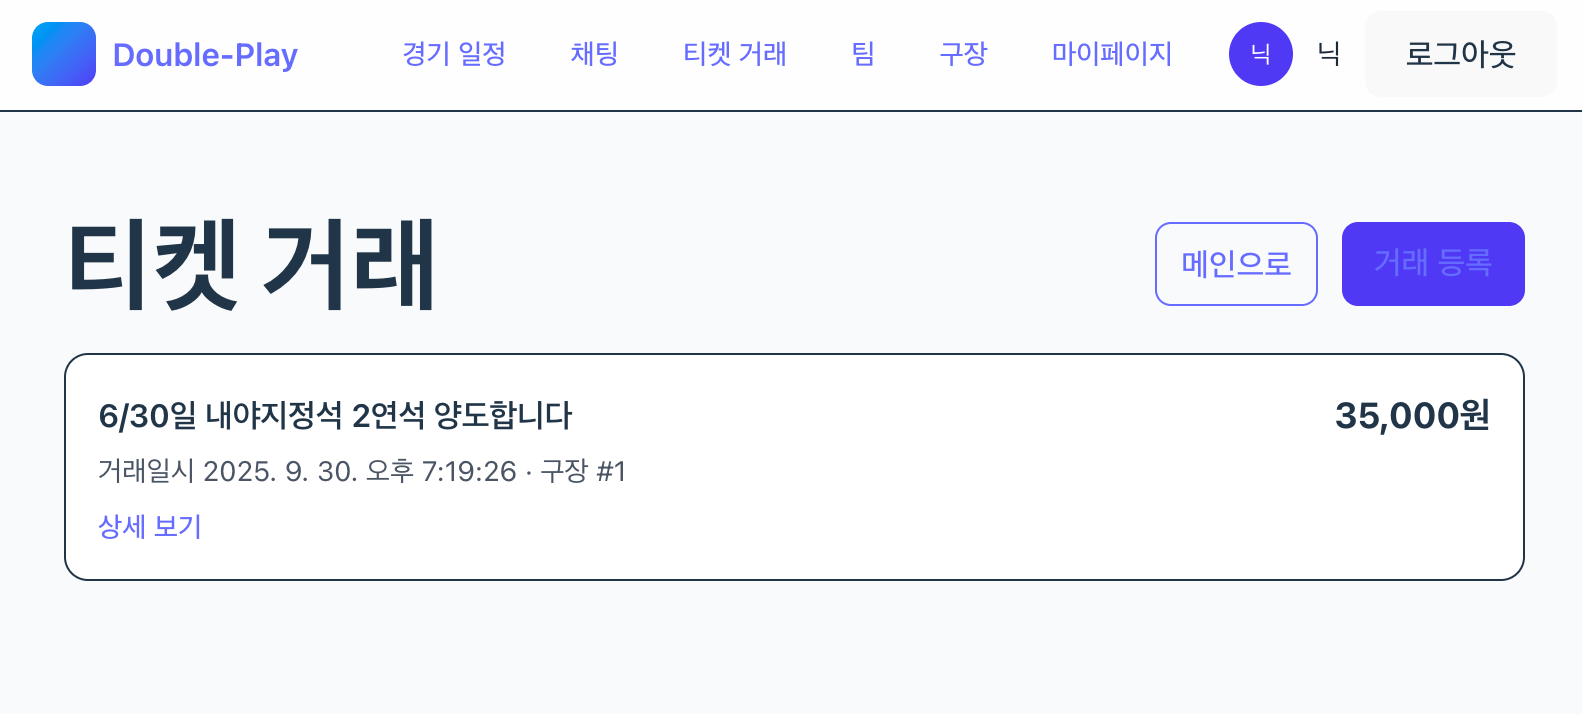 Double-Play 경기 일정 채팅 티켓 거래 팀 구장 마이페이지 닉 닉 로그아웃
티켓 거래 메인으로 거래 등록
6/30일 내야지정석 2연석 양도합니다 35,000원
거래일시 2025. 9. 30. 오후 7:19:26 · 구장 #1
상세 보기